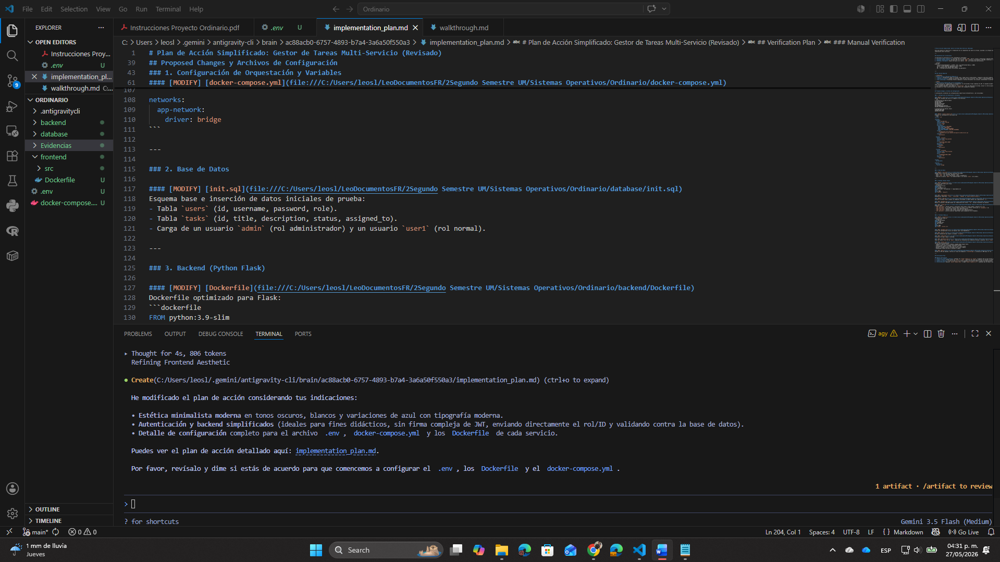 File Edit Selection View Go Run Terminal Help
Ordinario
EXPLORER
OPEN EDITORS
Instrucciones Proy...
.env U
implementation_pl...
walkthrough.md C:...
ORDINARIO
.antigravitycli
backend
database
Evidencias
frontend
src
Dockerfile U
.env U
docker-compose.... U
9
OUTLINE
TIMELINE
Instrucciones Proyecto Ordinario.pdf
.env U
implementation_plan.md
walkthrough.md
C: > Users > leosl > .gemini > antigravity-cli > brain > ac88acb0-6757-4893-b7a4-3a6a50f550a3 > implementation_plan.md > # Plan de Acción Simplificado: Gestor de Tareas Multi-Servicio (Revisado) > ## Verification Plan > ### Manual Verification
1 # Plan de Acción Simplificado: Gestor de Tareas Multi-Servicio (Revisado)
39 ## Proposed Changes y Archivos de Configuración
43 ### 1. Configuración de Orquestación y Variables
61 #### [MODIFY] [docker-compose.yml](file:///C:/Users/leosl/LeoDocumentosFR/2Segundo Semestre UM/Sistemas Operativos/Ordinario/docker-compose.yml)
107
108 networks:
109 app-network:
110 driver: bridge
111 ```
112
113 ---
114
115 ### 2. Base de Datos
116
117 #### [MODIFY] [init.sql](file:///C:/Users/leosl/LeoDocumentosFR/2Segundo Semestre UM/Sistemas Operativos/Ordinario/database/init.sql)
118 Esquema base e inserción de datos iniciales de prueba:
119 - Tabla `users` (id, username, password, role).
120 - Tabla `tasks` (id, title, description, status, assigned_to).
121 - Carga de un usuario `admin` (rol administrador) y un usuario `user1` (rol normal).
122
123 ---
124
125 ### 3. Backend (Python Flask)
126
127 #### [MODIFY] [Dockerfile](file:///C:/Users/leosl/LeoDocumentosFR/2Segundo Semestre UM/Sistemas Operativos/Ordinario/backend/Dockerfile)
128 Dockerfile optimizado para Flask:
129 ```dockerfile
130 FROM python:3.9-slim
PROBLEMS OUTPUT DEBUG CONSOLE TERMINAL PORTS
agy
Thought for 4s, 806 tokens
Refining Frontend Aesthetic
● Create(C:/Users/leosl/.gemini/antigravity-cli/brain/ac88acb0-6757-4893-b7a4-3a6a50f550a3/implementation_plan.md) (ctrl+o to expand)
He modificado el plan de acción considerando tus indicaciones:
• Estética minimalista moderna en tonos oscuros, blancos y variaciones de azul con tipografía moderna.
• Autenticación y backend simplificados (ideales para fines didácticos, sin firma compleja de JWT, enviando directamente el rol/ID y validando contra la base de datos).
• Detalle de configuración completo para el archivo .env , docker-compose.yml y los Dockerfile de cada servicio.
Puedes ver el plan de acción detallado aquí: implementation_plan.md.
Por favor, revísalo y dime si estás de acuerdo para que comencemos a configurar el .env , los Dockerfile y el docker-compose.yml .
1 artifact · /artifact to review
>
? for shortcuts
Gemini 3.5 Flash (Medium)
main* 0 0
Ln 204, Col 1 Spaces: 4 UTF-8 LF { } Markdown Go Live
1 mm de lluvia
Jueves
Search
ESP
04:31 p. m.
27/05/2026